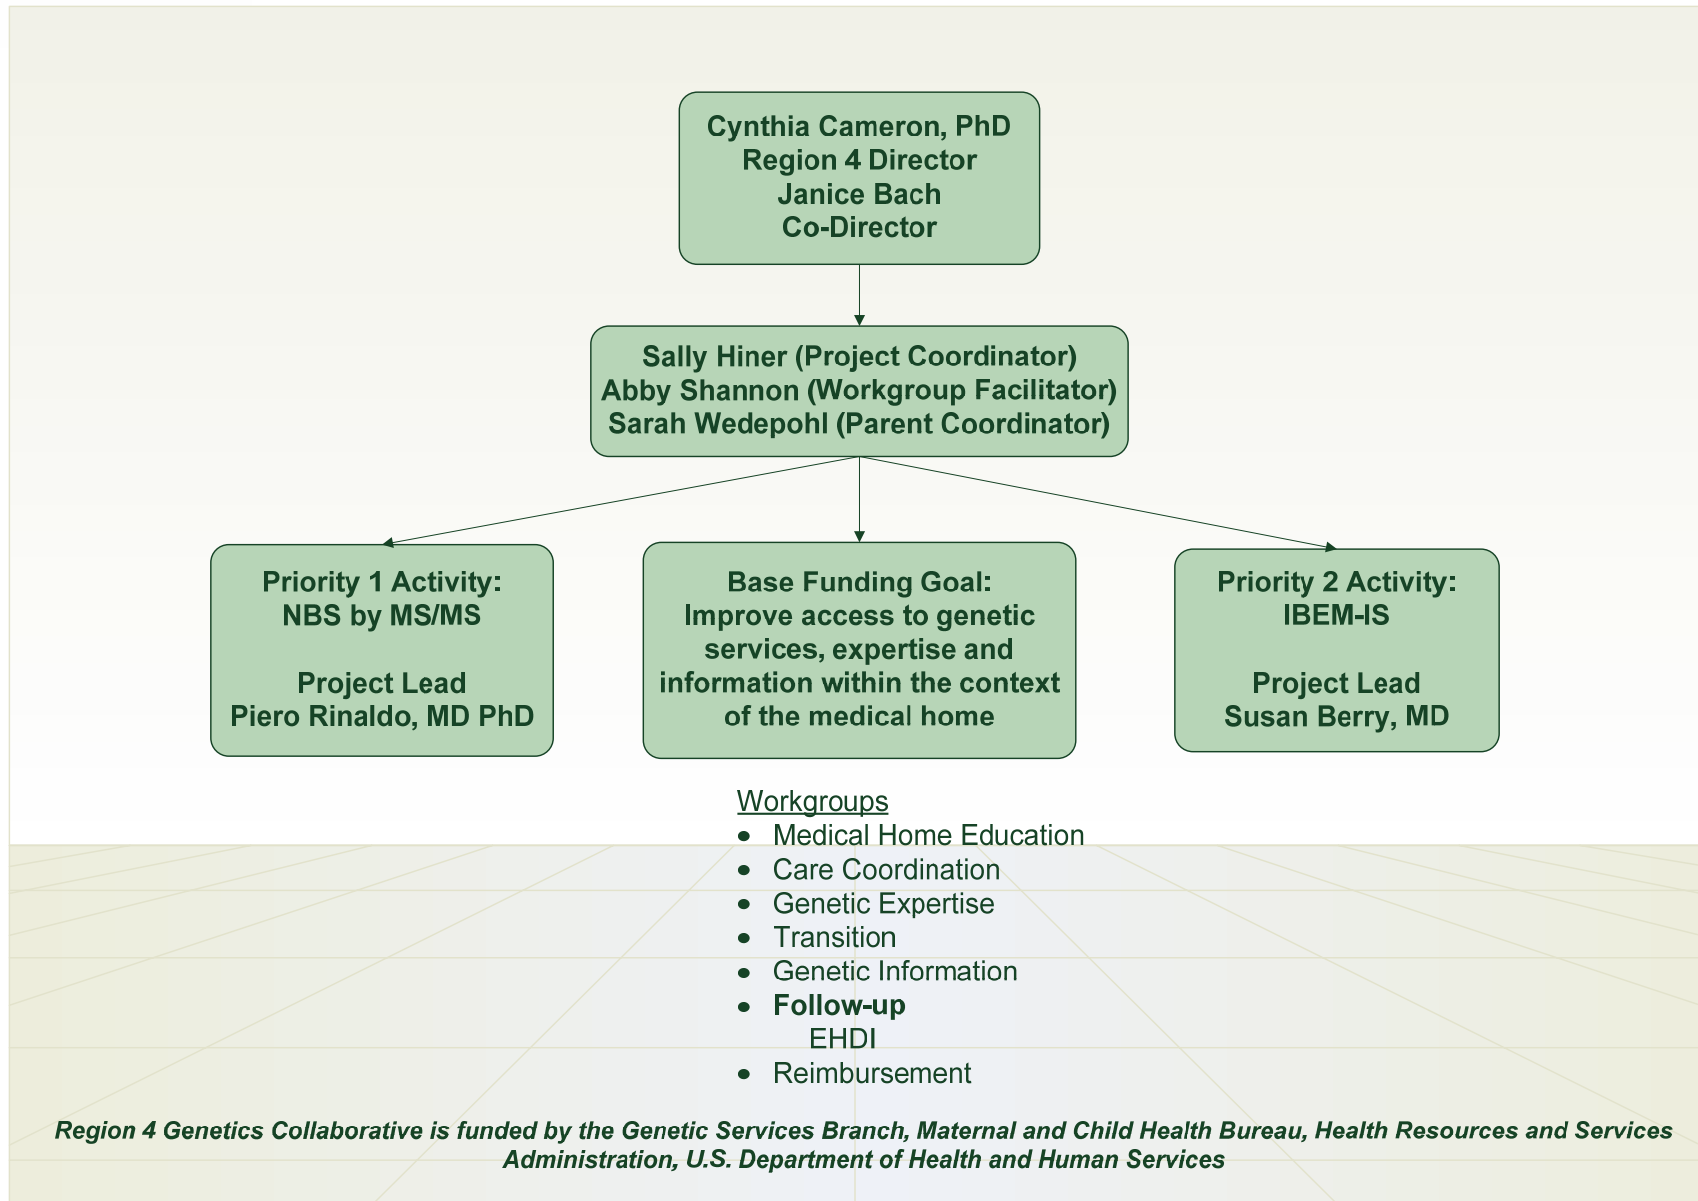 Cynthia Cameron, PhD
Region 4 Director
Janice Bach
Co-Director
Sally Hiner (Project Coordinator)
Abby Shannon (Workgroup Facilitator)
Sarah Wedepohl (Parent Coordinator)
Priority 1 Activity:
NBS by MS/MS
Project Lead
Piero Rinaldo, MD PhD
Base Funding Goal:
Improve access to genetic
services, expertise and
information within the context
of the medical home
Priority 2 Activity:
IBEM-IS
Project Lead
Susan Berry, MD
Workgroups
• Medical Home Education
• Care Coordination
• Genetic Expertise
• Transition
• Genetic Information
• Follow-up
EHDI
• Reimbursement
Region 4 Genetics Collaborative is funded by the Genetic Services Branch, Maternal and Child Health Bureau, Health Resources and Services
Administration, U.S. Department of Health and Human Services